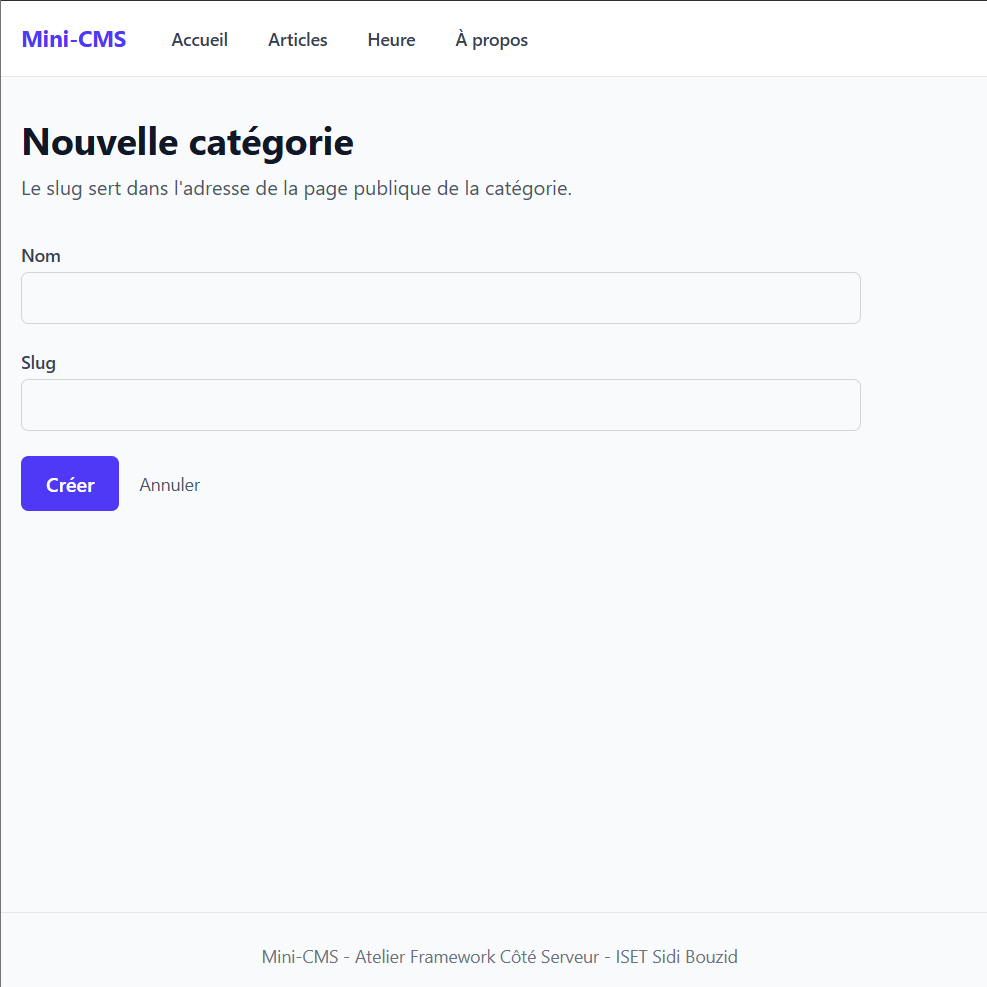 Mini-CMS Accueil Articles Heure À propos
Nouvelle catégorie
Le slug sert dans l'adresse de la page publique de la catégorie.
Nom
Slug
Créer Annuler
Mini-CMS - Atelier Framework Côté Serveur - ISET Sidi Bouzid